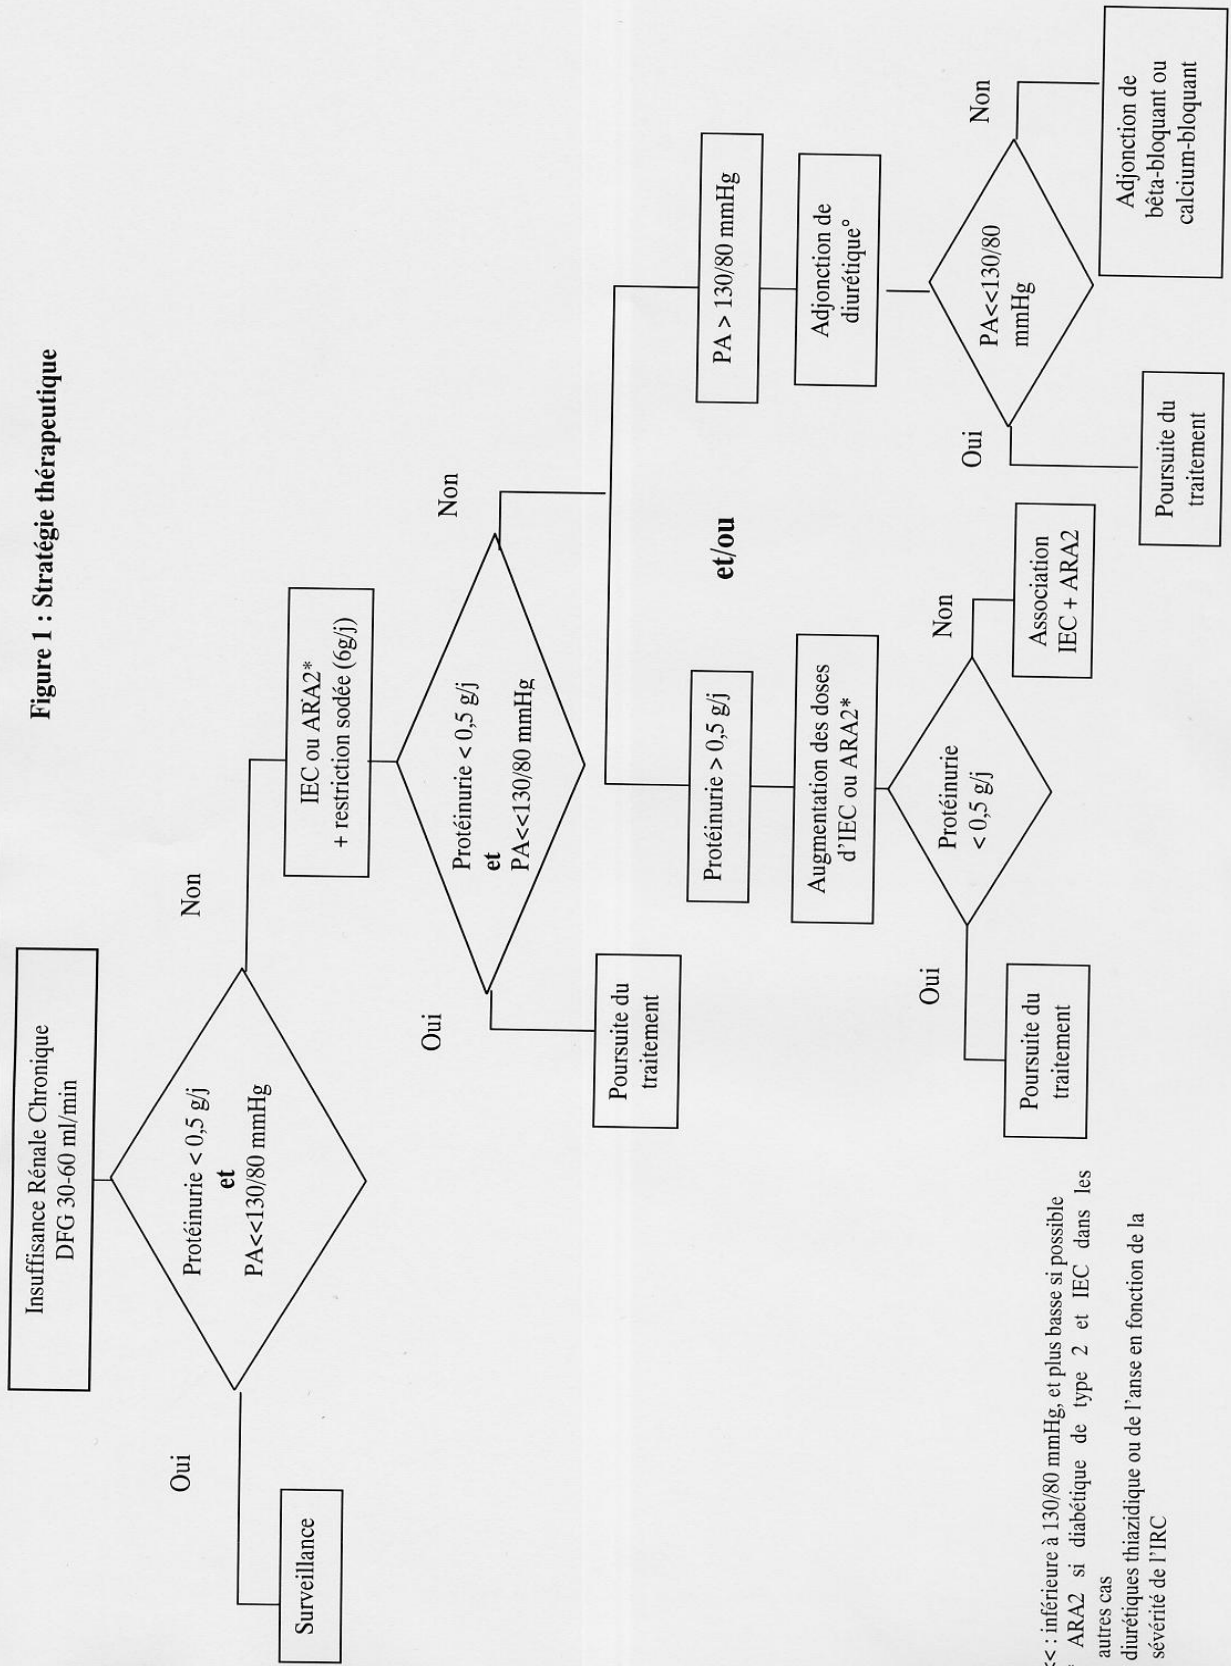 Figure 1 : Stratégie thérapeutique
Insuffisance Rénale Chronique
DFG 30-60 ml/min
Protéinurie < 0,5 g/j
et
PA<<130/80 mmHg
Oui
Non
Surveillance
IEC ou ARA2*
+ restriction sodée (6g/j)
Protéinurie < 0,5 g/j
et
PA<<130/80 mmHg
Oui
Non
Poursuite du
traitement
Protéinurie > 0,5 g/j
et/ou
PA > 130/80 mmHg
Augmentation des doses
d'IEC ou ARA2*
Adjonction de
diurétique°
Protéinurie
< 0,5 g/j
Oui
Non
Poursuite du
traitement
Association
IEC + ARA2
PA<<130/80
mmHg
Oui
Non
Poursuite du
traitement
Adjonction de
bêta-bloquant ou
calcium-bloquant
<< : inférieure à 130/80 mmHg, et plus basse si possible
* ARA2 si diabétique de type 2 et IEC dans les
autres cas
diurétiques thiazidique ou de l'anse en fonction de la
sévérité de l'IRC